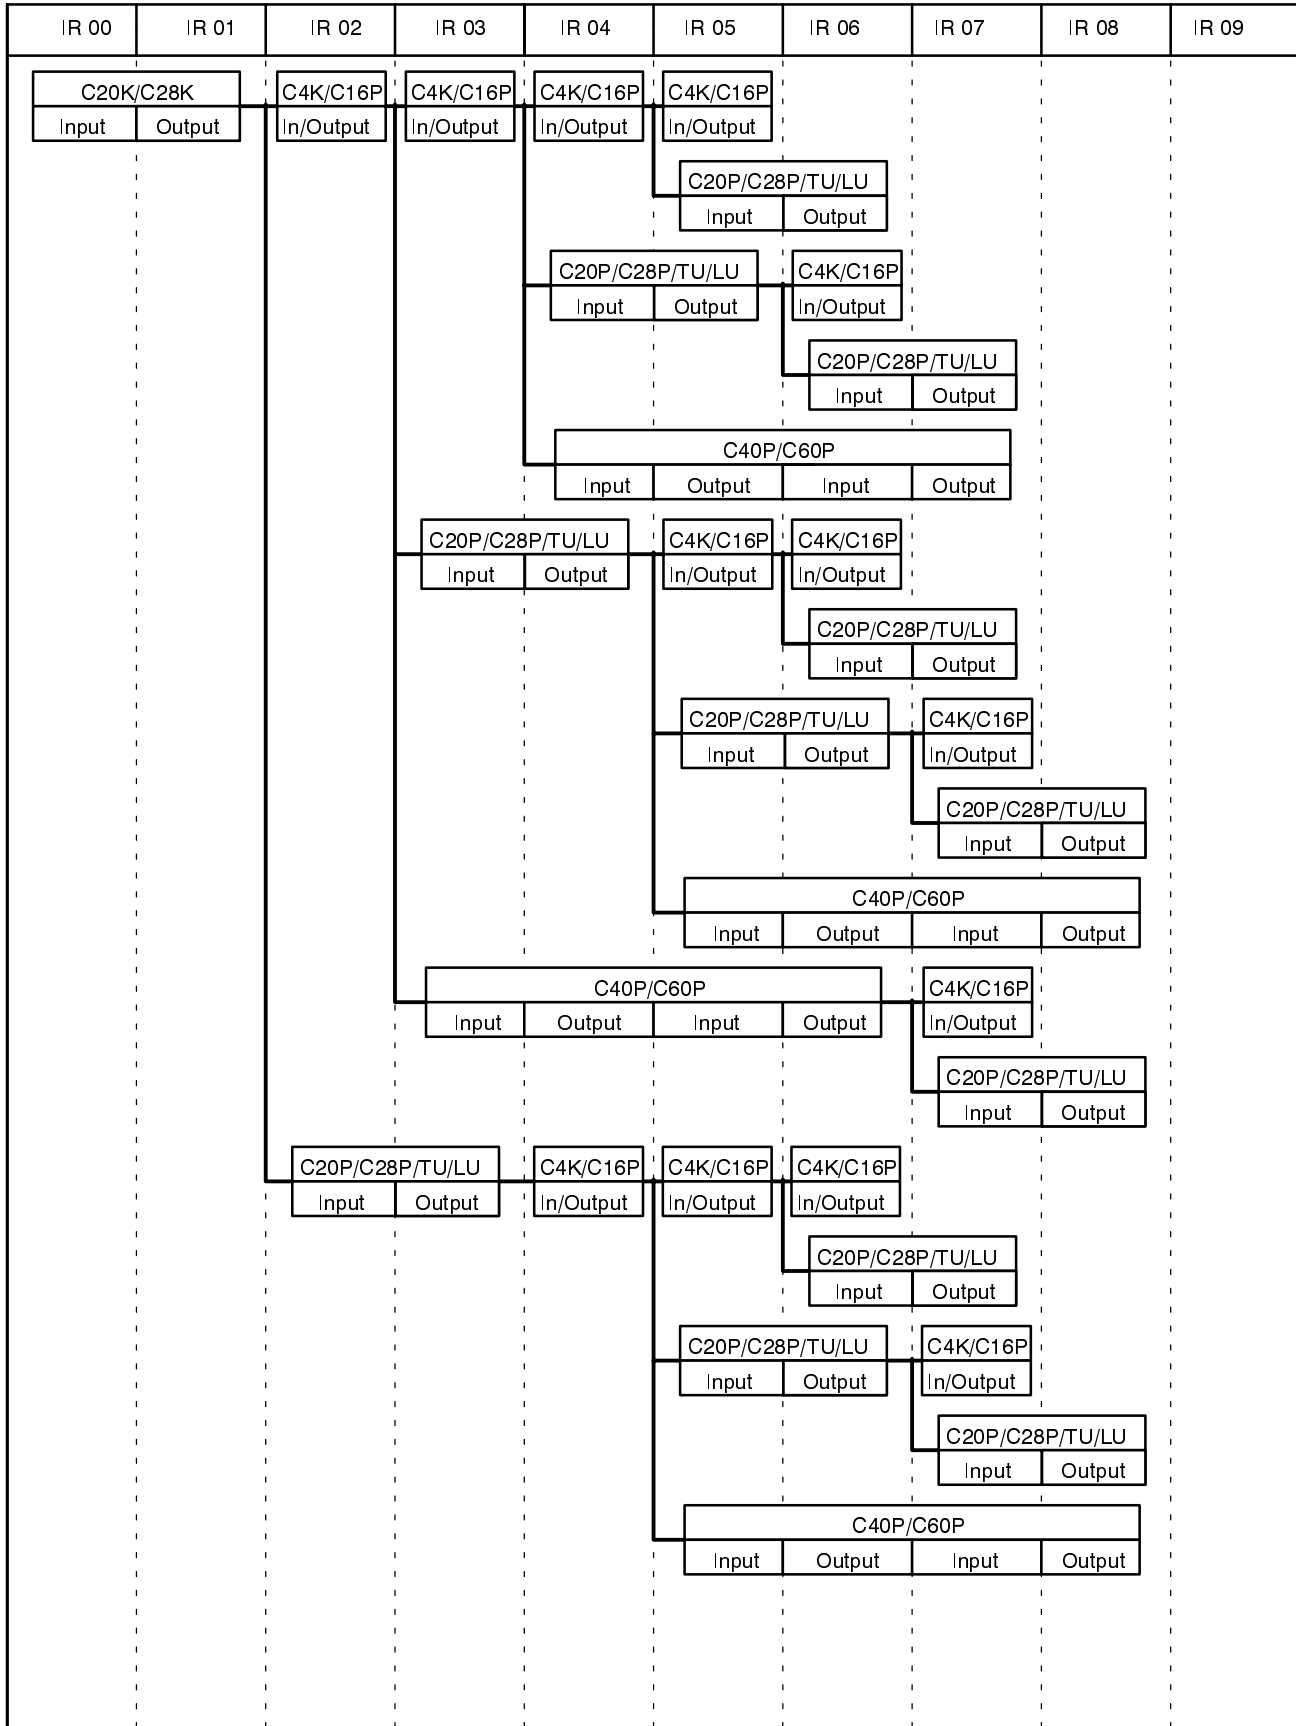 IR 00 IR 01 IR 02 IR 03 IR 04 IR 05 IR 06 IR 07 IR 08 IR 09
C20K/C28K C4K/C16P C4K/C16P C4K/C16P C4K/C16P
Input Output In/Output In/Output In/Output In/Output
C20P/C28P/TU/LU
Input Output
C20P/C28P/TU/LU C4K/C16P
Input Output In/Output
C20P/C28P/TU/LU
Input Output
C40P/C60P
Input Output Input Output
C20P/C28P/TU/LU C4K/C16P C4K/C16P
Input Output In/Output In/Output
C20P/C28P/TU/LU
Input Output
C20P/C28P/TU/LU C4K/C16P
Input Output In/Output
C20P/C28P/TU/LU
Input Output
C40P/C60P
Input Output Input Output
C40P/C60P C4K/C16P
Input Output Input Output In/Output
C20P/C28P/TU/LU
Input Output
C20P/C28P/TU/LU C4K/C16P C4K/C16P C4K/C16P
Input Output In/Output In/Output In/Output
C20P/C28P/TU/LU
Input Output
C20P/C28P/TU/LU C4K/C16P
Input Output In/Output
C20P/C28P/TU/LU
Input Output
C40P/C60P
Input Output Input Output